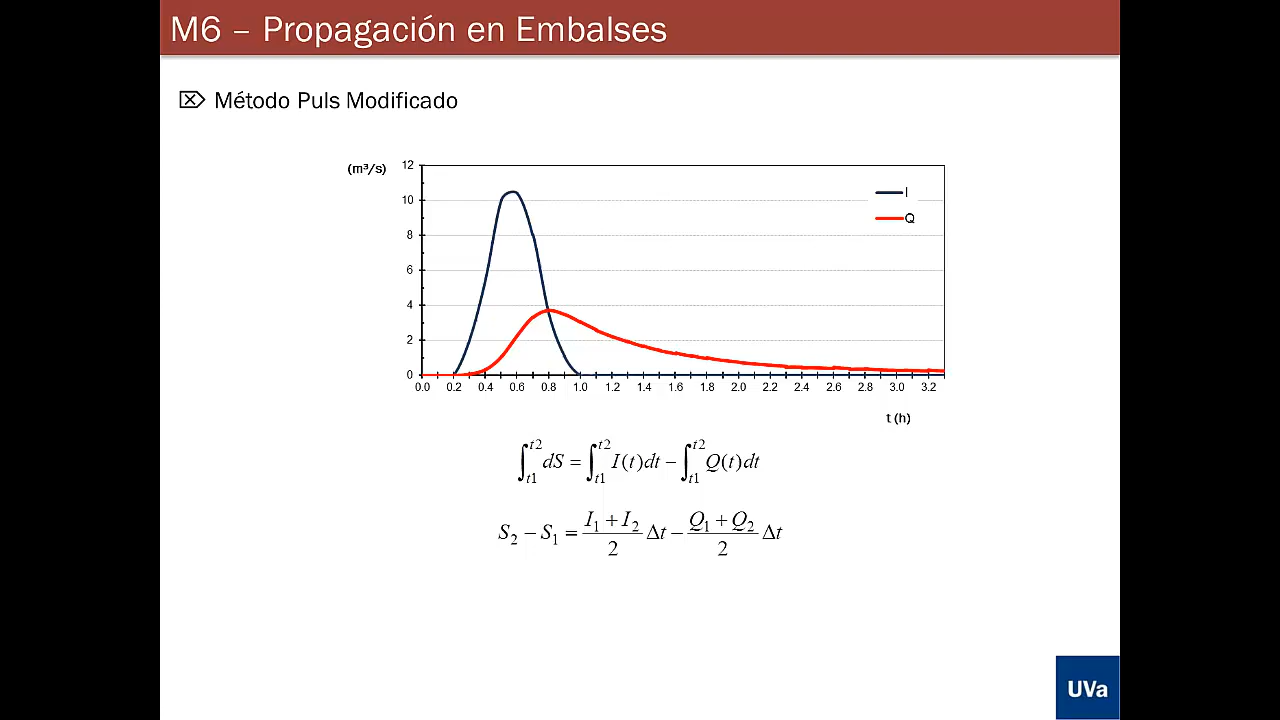 M6 – Propagación en Embalses
Método Puls Modificado
(m³/s)
12
10
8
6
4
2
0
I
Q
0.0 0.2 0.4 0.6 0.8 1.0 1.2 1.4 1.6 1.8 2.0 2.2 2.4 2.6 2.8 3.0 3.2
t (h)
∫_{t1}^{t2} dS = ∫_{t1}^{t2} I(t)dt − ∫_{t1}^{t2} Q(t)dt
S₂ − S₁ = (I₁ + I₂)/2 Δt − (Q₁ + Q₂)/2 Δt
UVa